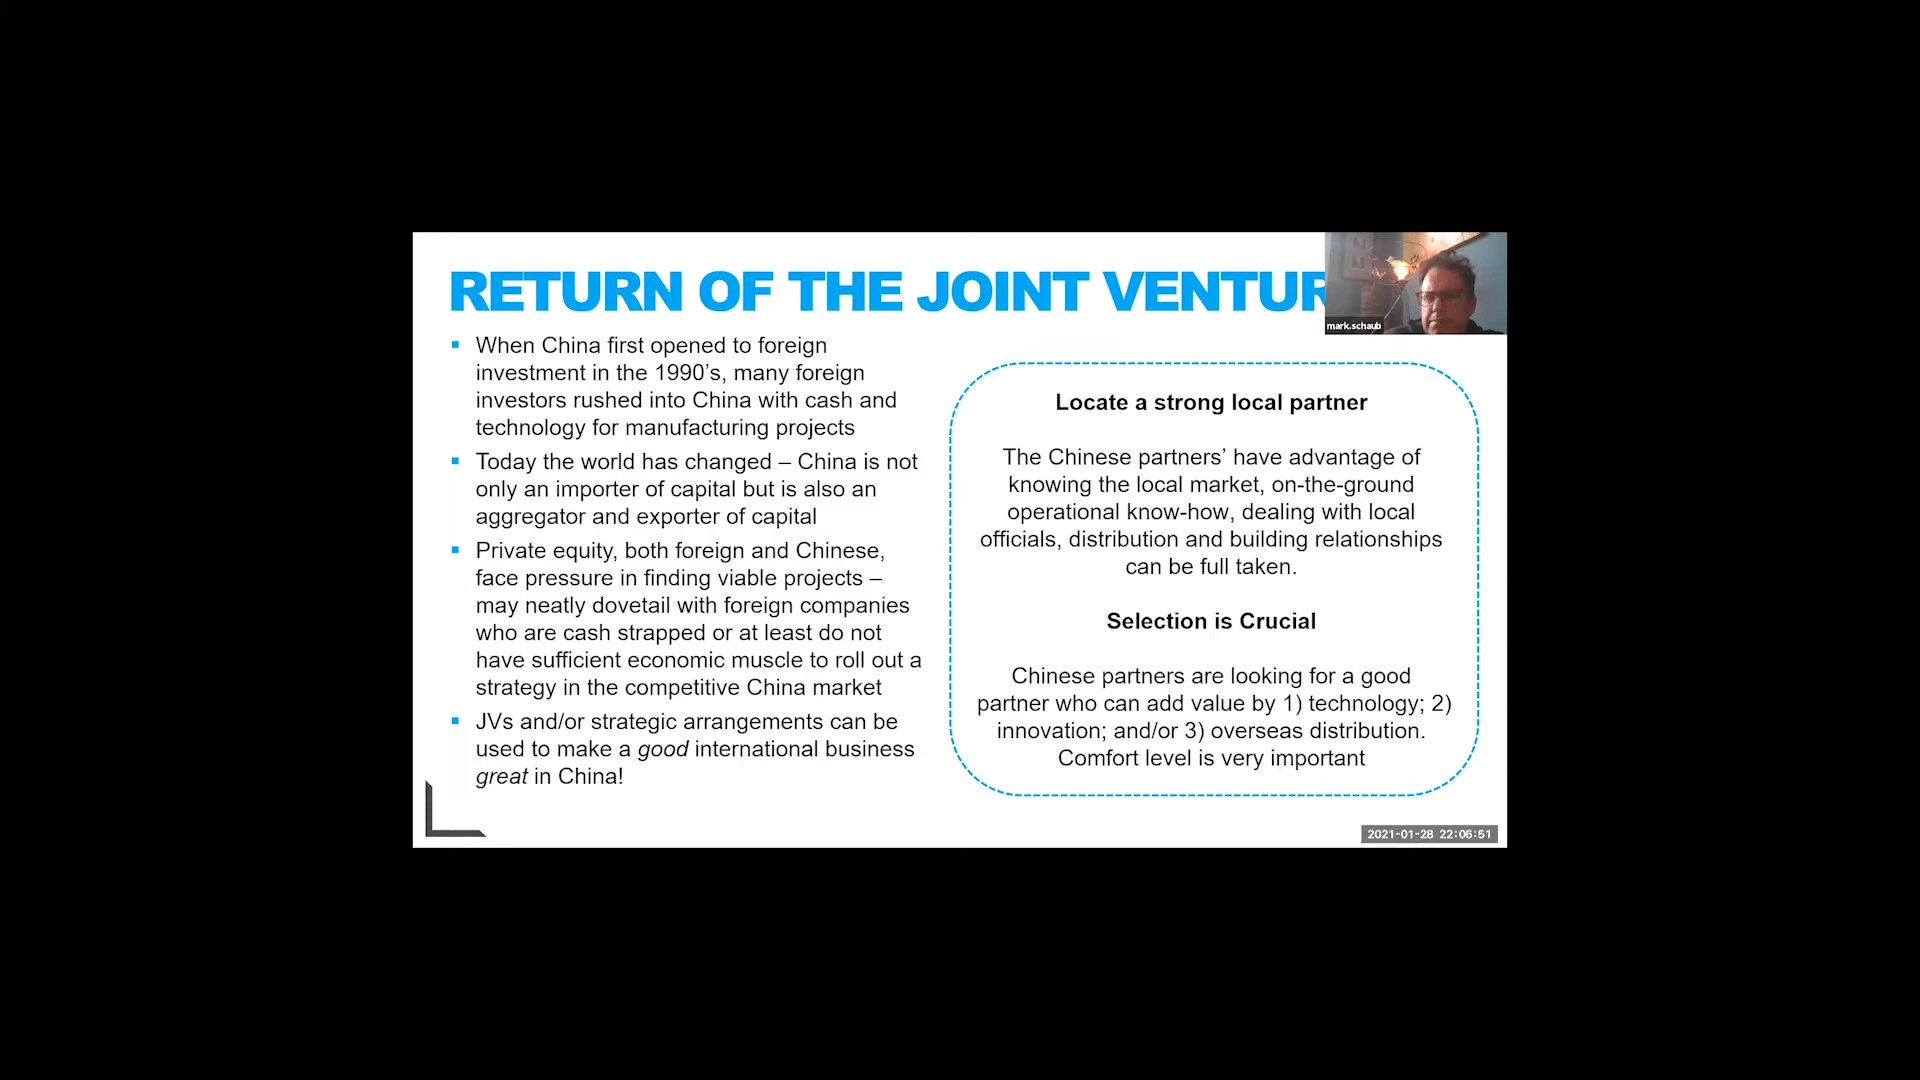 RETURN OF THE JOINT VENTUR
mark.schaub
When China first opened to foreign
investment in the 1990’s, many foreign
investors rushed into China with cash and
technology for manufacturing projects
Today the world has changed – China is not
only an importer of capital but is also an
aggregator and exporter of capital
Private equity, both foreign and Chinese,
face pressure in finding viable projects –
may neatly dovetail with foreign companies
who are cash strapped or at least do not
have sufficient economic muscle to roll out a
strategy in the competitive China market
JVs and/or strategic arrangements can be
used to make a good international business
great in China!
Locate a strong local partner
The Chinese partners’ have advantage of
knowing the local market, on-the-ground
operational know-how, dealing with local
officials, distribution and building relationships
can be full taken.
Selection is Crucial
Chinese partners are looking for a good
partner who can add value by 1) technology; 2)
innovation; and/or 3) overseas distribution.
Comfort level is very important
2021-01-28 22:06:51